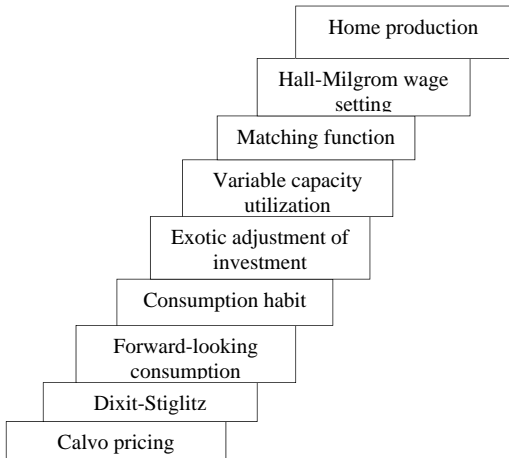 Home production
Hall-Milgrom wage
setting
Matching function
Variable capacity
utilization
Exotic adjustment of
investment
Consumption habit
Forward-looking
consumption
Dixit-Stiglitz
Calvo pricing